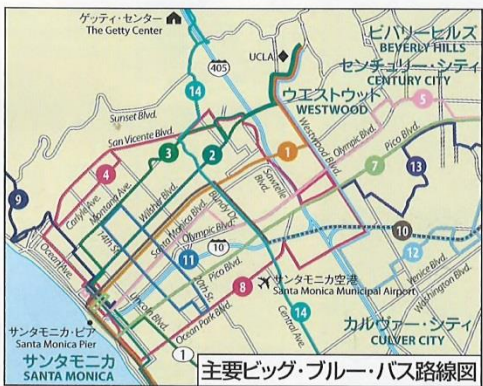 ゲッティ・センター
The Getty Center
405
UCLA
ビバリーヒルズ
BEVERLY HILLS
センチュリー・シティ
CENTURY CITY
ウエストウッド
WESTWOOD
14
Sunset Blvd.
San Vicente Blvd.
Westwood Blvd.
Olympic Blvd.
5
Pico Blvd.
3
2
1
7
13
4
Carlyle Ave.
Montana Ave.
Wilshire Blvd.
Bundy Dr.
Sawtelle Blvd.
9
14th St.
Santa Monica Blvd.
Olympic Blvd.
10
10
Ocean Ave.
11
20th St.
Pico Blvd.
12
Venice Blvd.
Washington Blvd.
Lincoln Blvd.
8
サンタモニカ空港
Santa Monica Municipal Airport
Ocean Park Blvd.
14
Central Ave.
サンタモニカ・ピア
Santa Monica Pier
カルヴァー・シティ
CULVER CITY
サンタモニカ
SANTA MONICA
1
主要ビッグ・ブルー・バス路線図